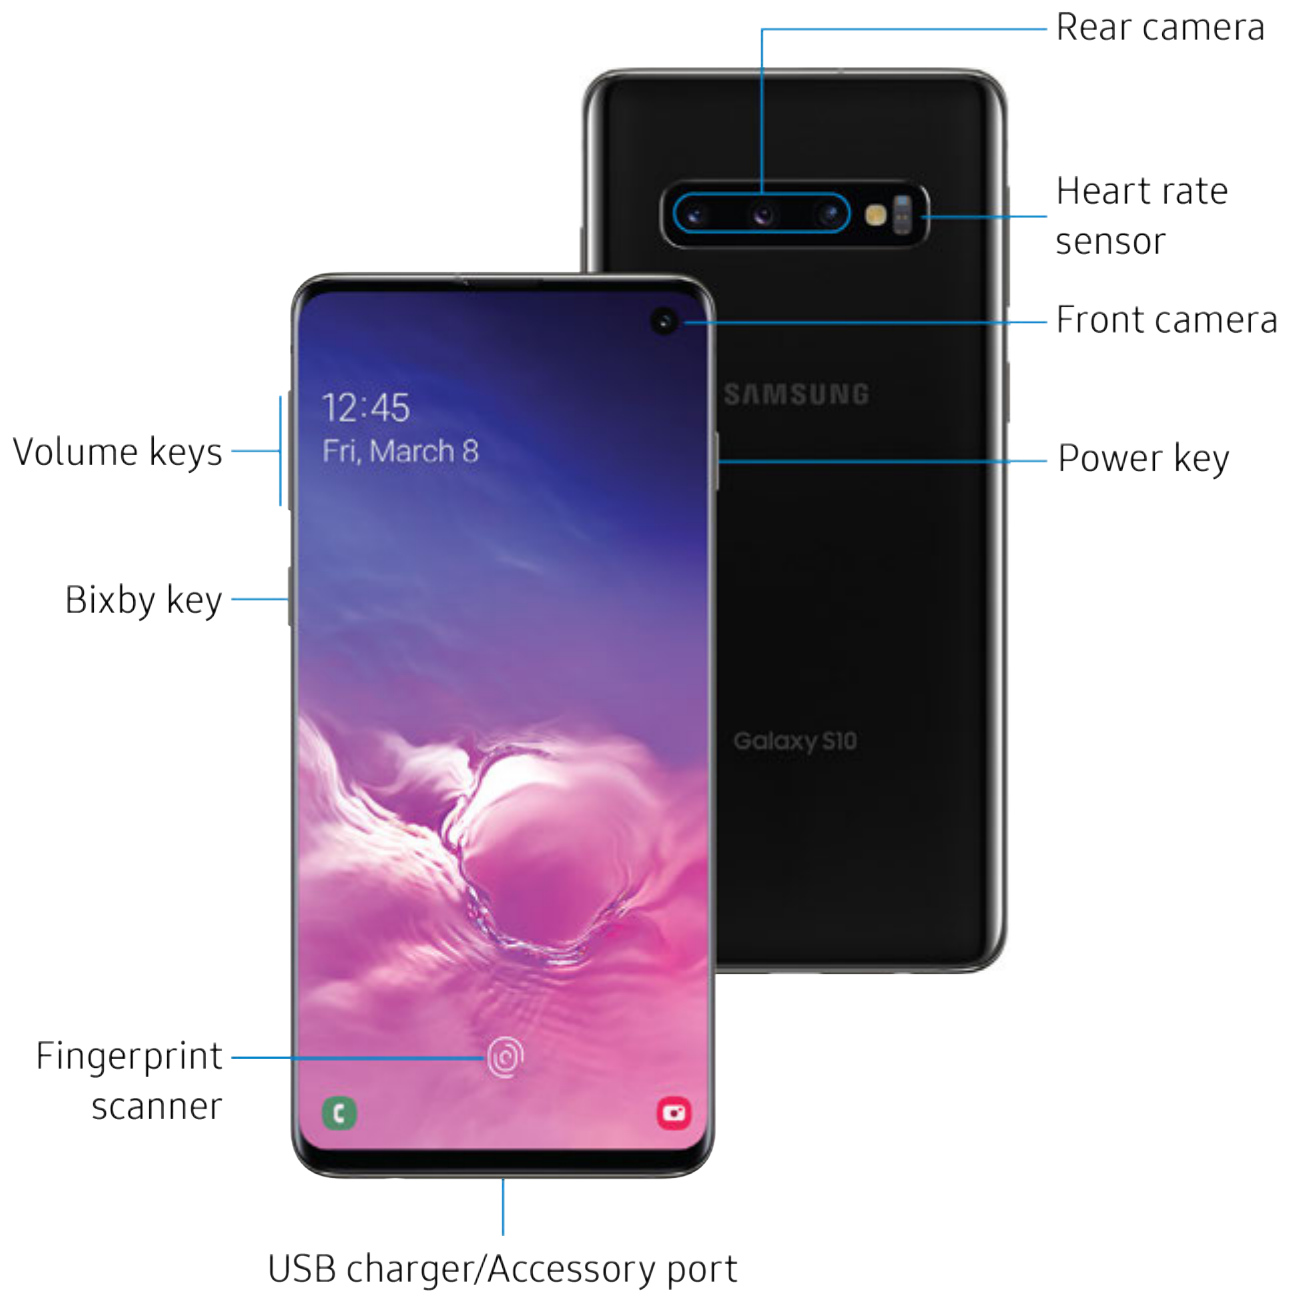 Rear camera
Heart rate
sensor
Front camera
SAMSUNG
12:45
Fri, March 8
Volume keys
Power key
Bixby key
Galaxy S10
Fingerprint
scanner
USB charger/Accessory port